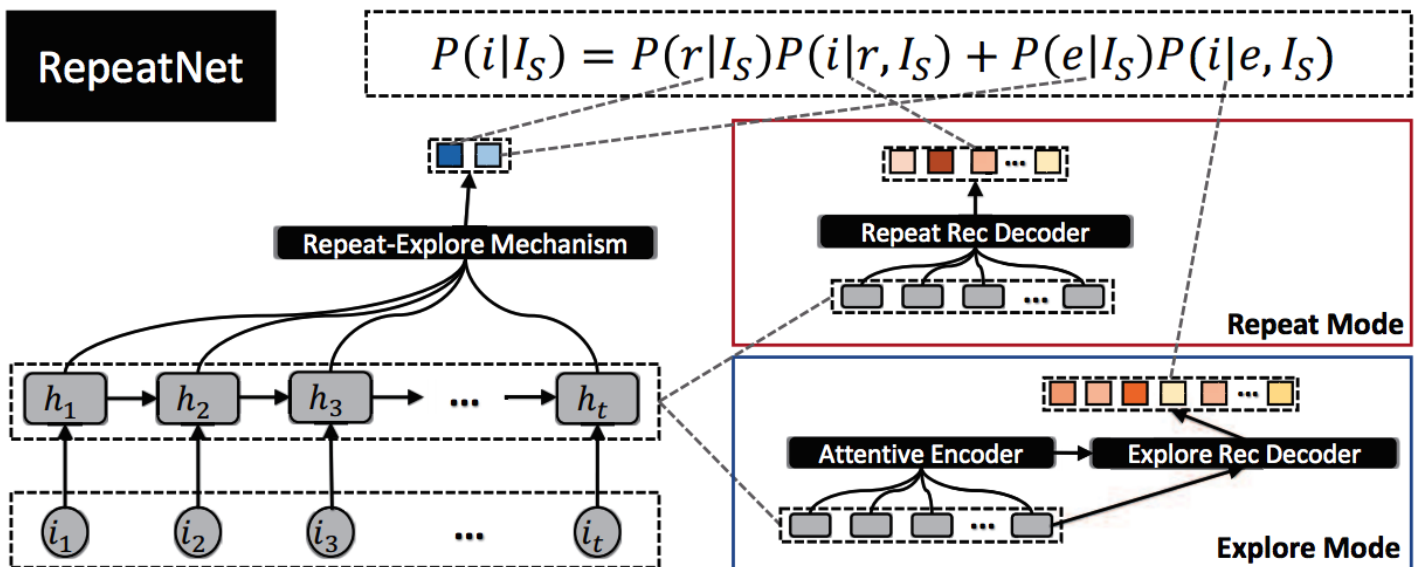 RepeatNet
P(i|I_S) = P(r|I_S)P(i|r, I_S) + P(e|I_S)P(i|e, I_S)
...
Repeat-Explore Mechanism
Repeat Rec Decoder
...
Repeat Mode
h_1 h_2 h_3 ... h_t
...
Attentive Encoder Explore Rec Decoder
...
i_1 i_2 i_3 ... i_t
Explore Mode